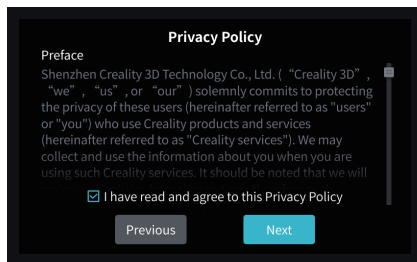 Privacy Policy
Preface
Shenzhen Creality 3D Technology Co., Ltd. ( “Creality 3D” ,
“we” , “us” , or “our” ) solemnly commits to protecting
the privacy of these users (hereinafter referred to as "users"
or "you") who use Creality products and services
(hereinafter referred to as "Creality services"). We may
collect and use the information about you when you are
using such Creality services. It should be noted that we will
I have read and agree to this Privacy Policy
Previous
Next